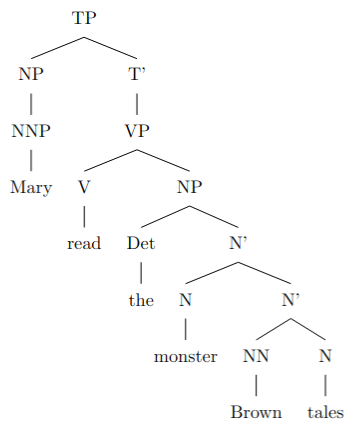 TP
NP T'
NNP VP
Mary V NP
read Det N'
the N N'
monster NN N
Brown tales